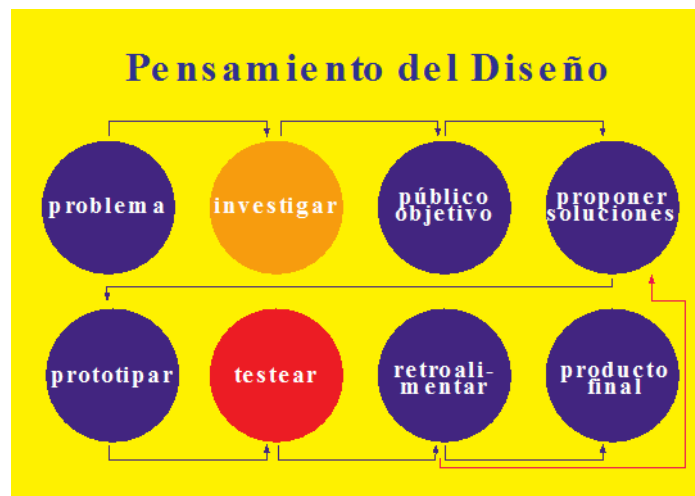 Pensamiento del Diseño
problema
investigar
público
objetivo
proponer
soluciones
prototipar
testear
retroali-
mentar
producto
final